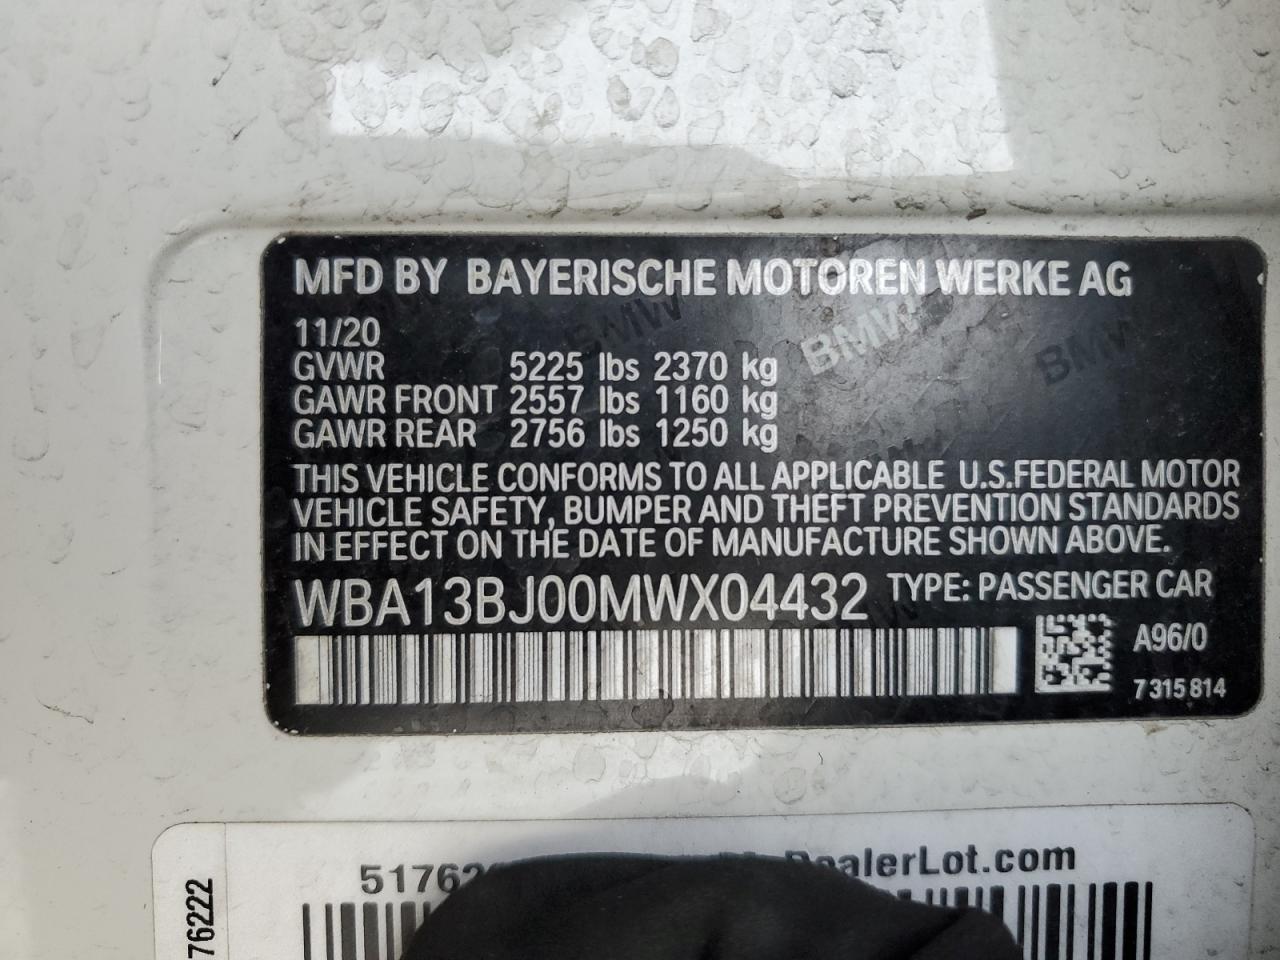 MFD BY BAYERISCHE MOTOREN WERKE AG
BMW BMW BMW
11/20
GVWR 5225 lbs 2370 kg
GAWR FRONT 2557 lbs 1160 kg
GAWR REAR 2756 lbs 1250 kg
THIS VEHICLE CONFORMS TO ALL APPLICABLE U.S.FEDERAL MOTOR
VEHICLE SAFETY, BUMPER AND THEFT PREVENTION STANDARDS
IN EFFECT ON THE DATE OF MANUFACTURE SHOWN ABOVE.
WBA13BJ00MWX04432 TYPE: PASSENGER CAR
A96/0
7315814
DealerLot.com
76222